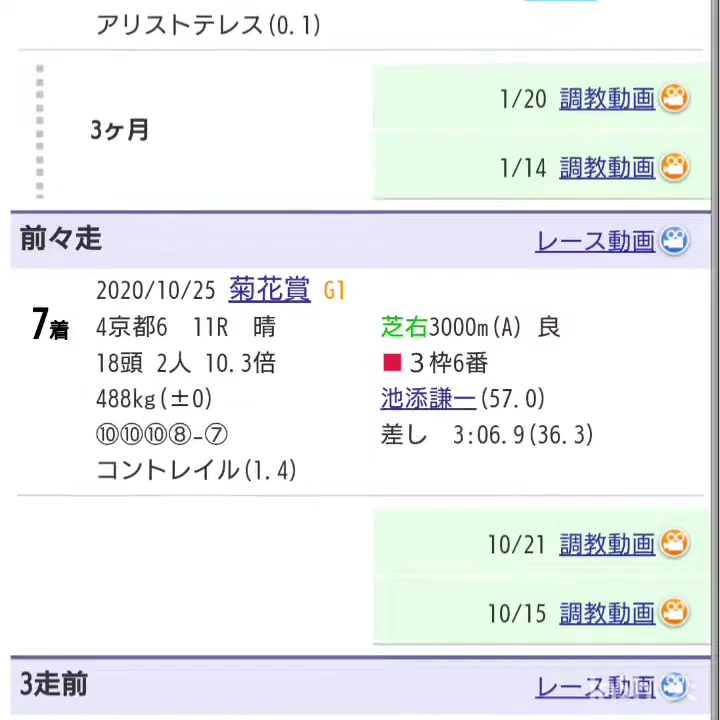 アリストテレス(0.1)
3ヶ月
1/20 調教動画
1/14 調教動画
前々走 レース動画
2020/10/25 菊花賞 G1
7着 4京都6 11R 晴 芝右3000m(A) 良
18頭 2人 10.3倍 3枠6番
488kg(±0) 池添謙一(57.0)
⑩⑩⑩⑧-⑦ 差し 3:06.9(36.3)
コントレイル(1.4)
10/21 調教動画
10/15 調教動画
3走前 レース動画